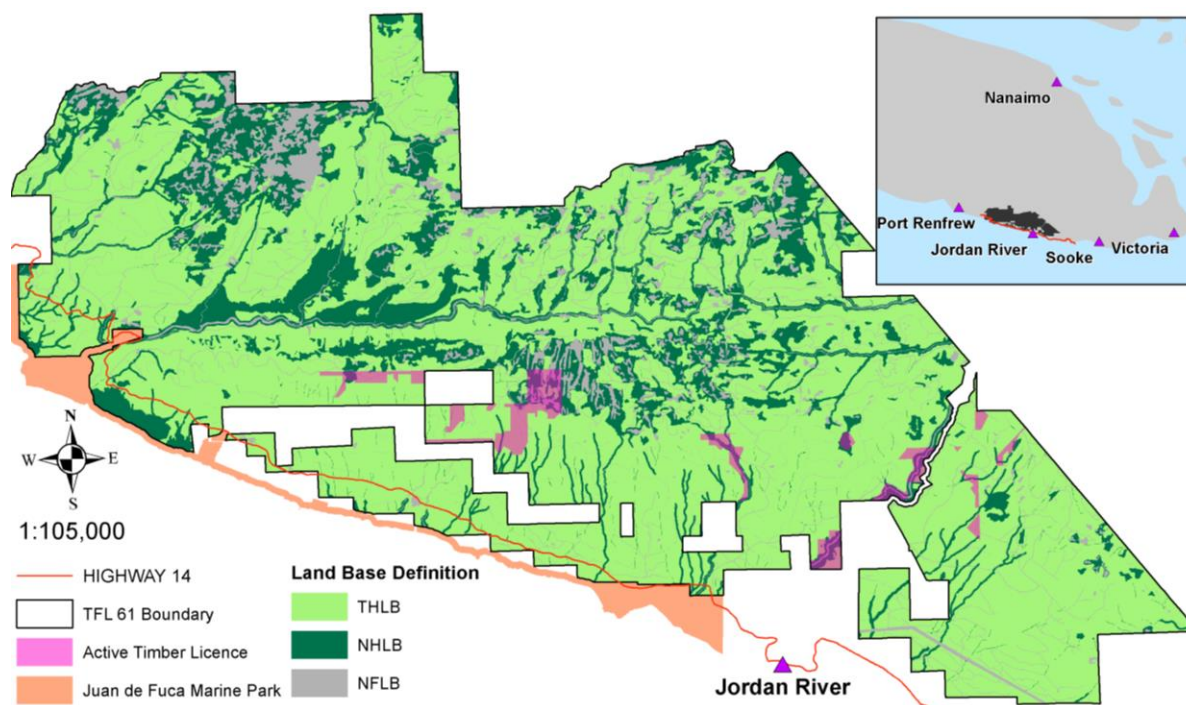 Nanaimo
Port Renfrew
Jordan River
Sooke
Victoria
N
W E
S
1:105,000
HIGHWAY 14
TFL 61 Boundary
Active Timber Licence
Juan de Fuca Marine Park
Land Base Definition
THLB
NHLB
NFLB
Jordan River